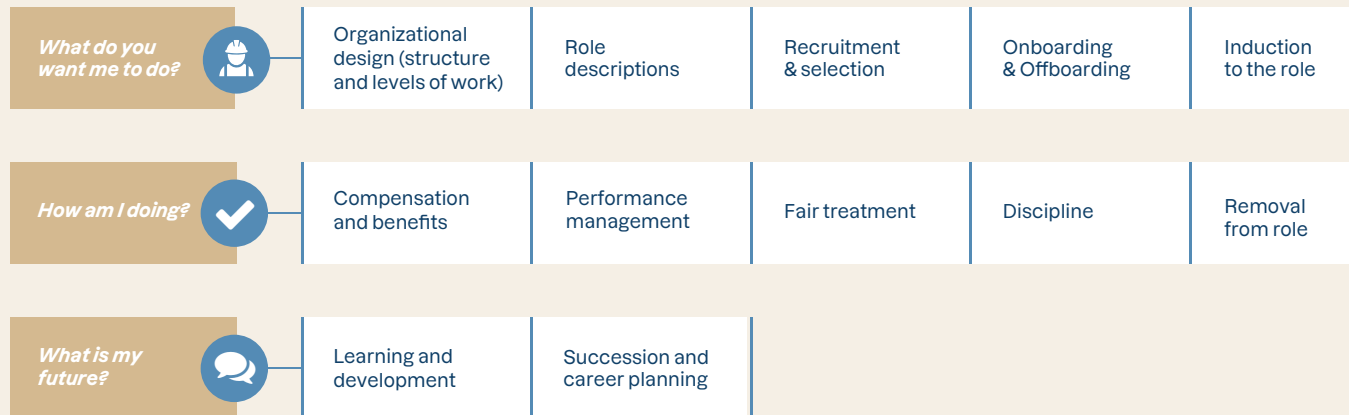 What do you
want me to do?
Organizational
design (structure
and levels of work)
Role
descriptions
Recruitment
& selection
Onboarding
& Offboarding
Induction
to the role
How am I doing?
Compensation
and benefits
Performance
management
Fair treatment
Discipline
Removal
from role
What is my
future?
Learning and
development
Succession and
career planning